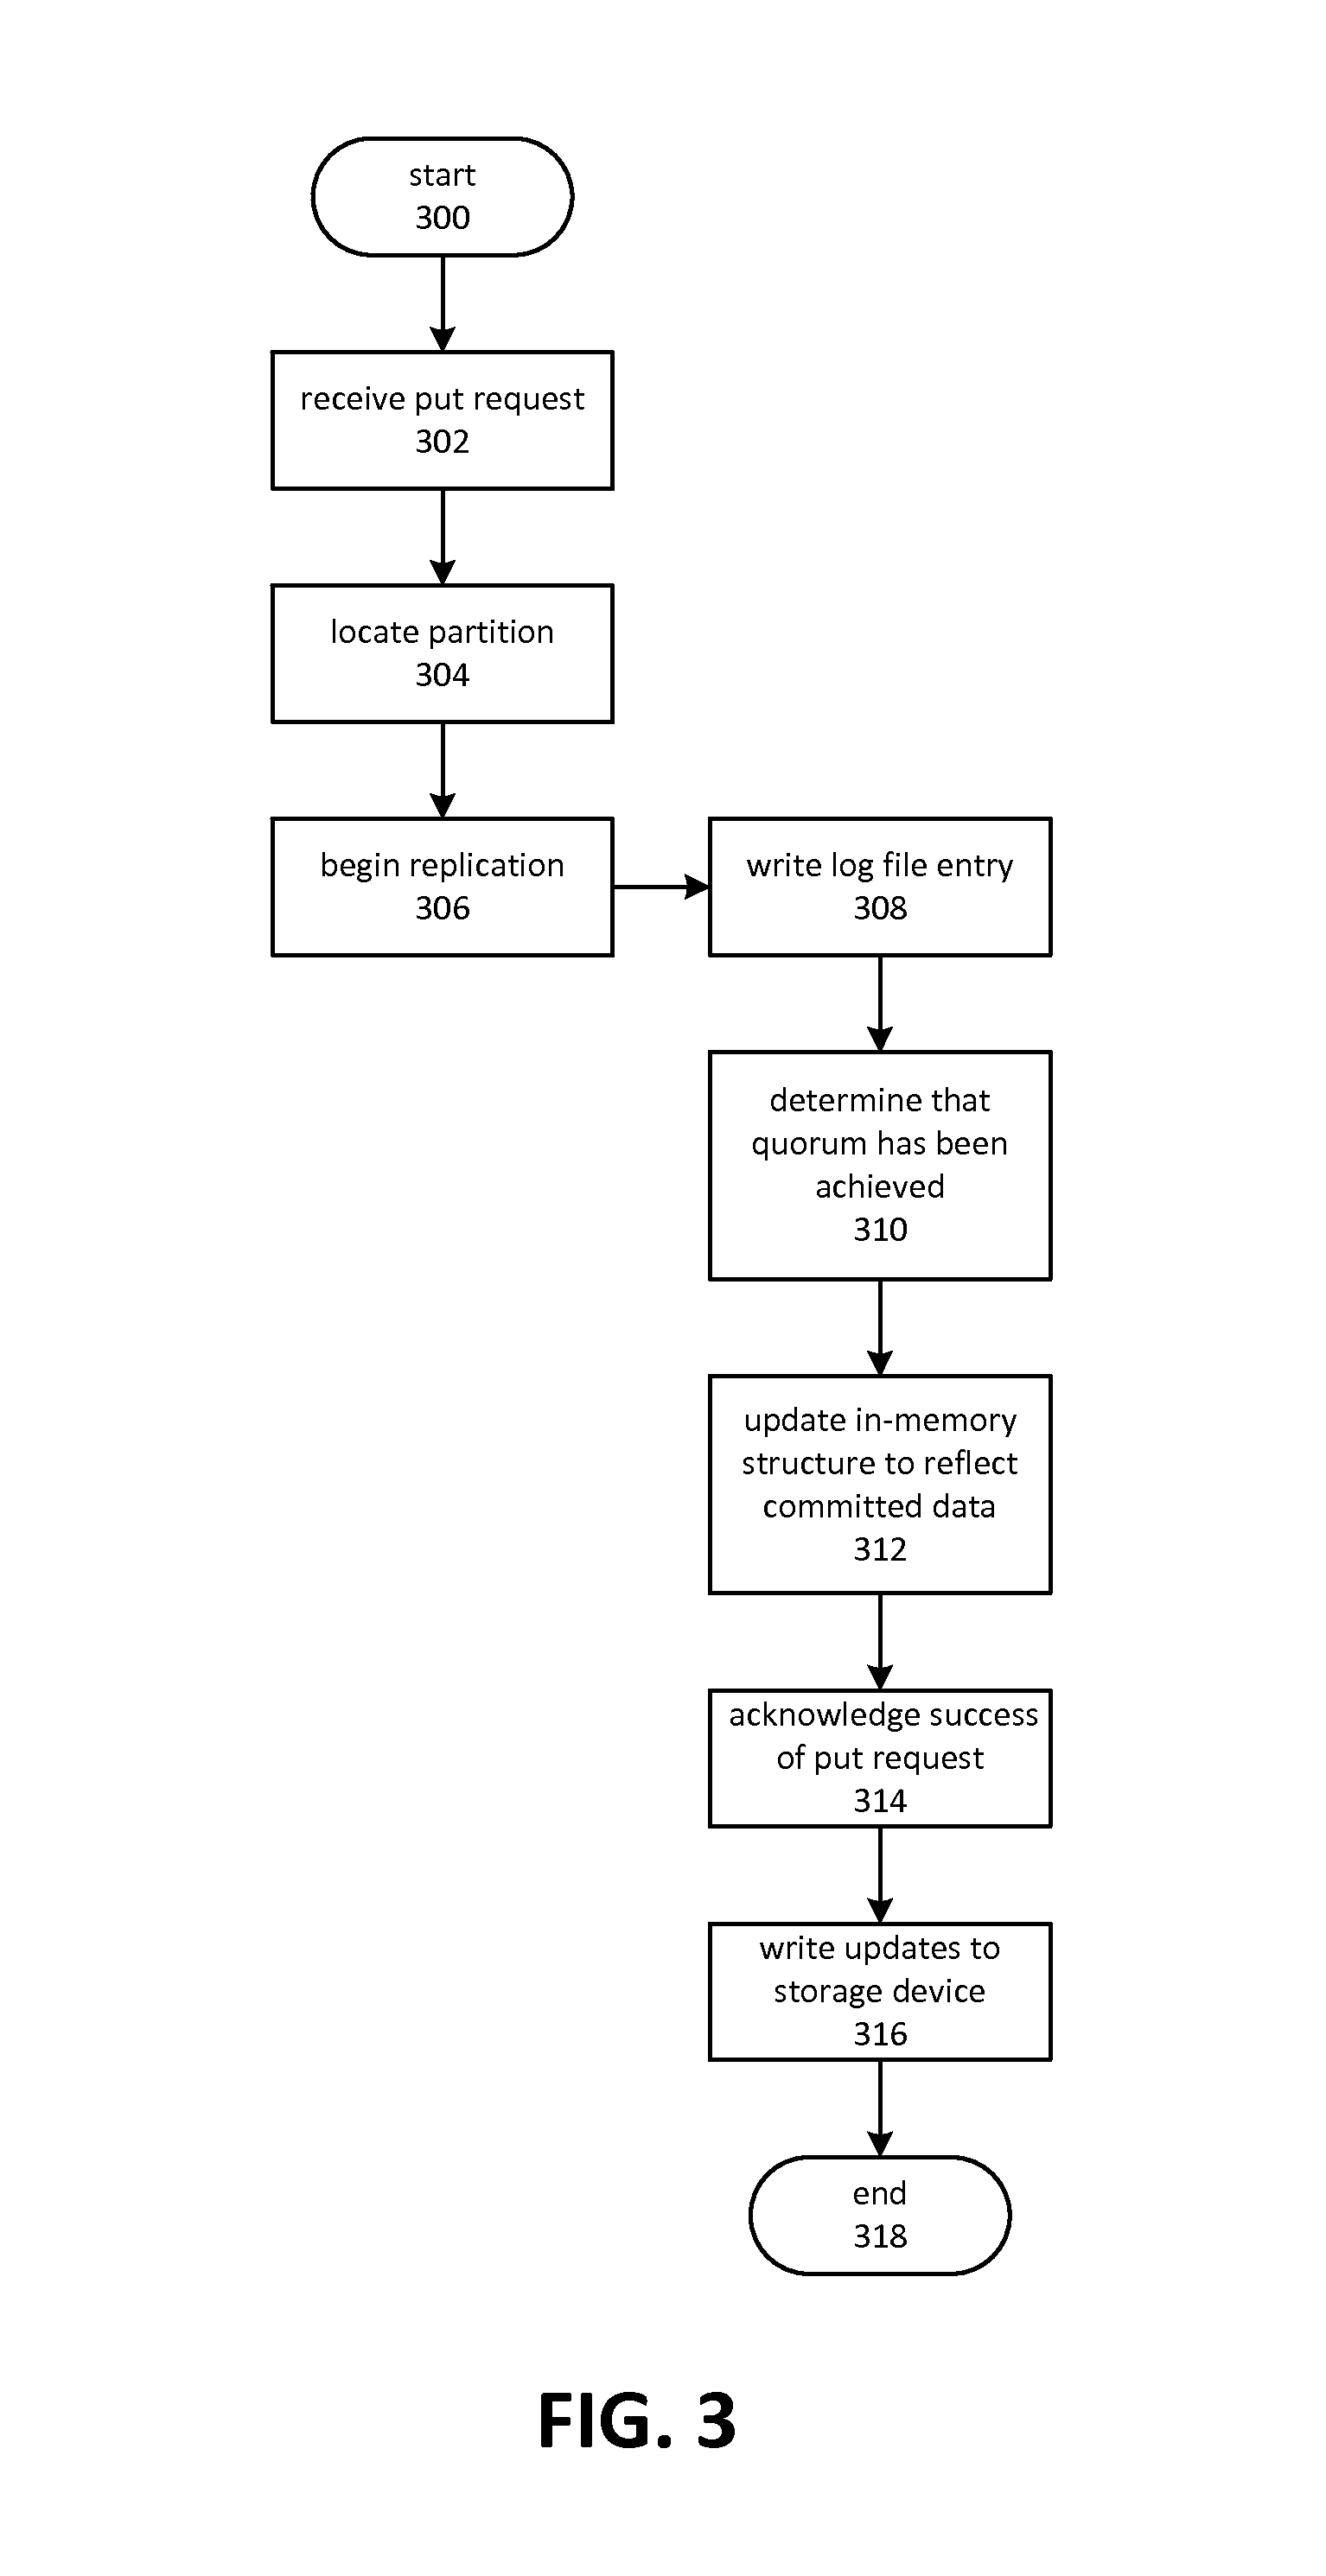 start
300
receive put request
302
locate partition
304
begin replication
306
write log file entry
308
determine that
quorum has been
achieved
310
update in-memory
structure to reflect
committed data
312
acknowledge success
of put request
314
write updates to
storage device
316
end
318
FIG. 3